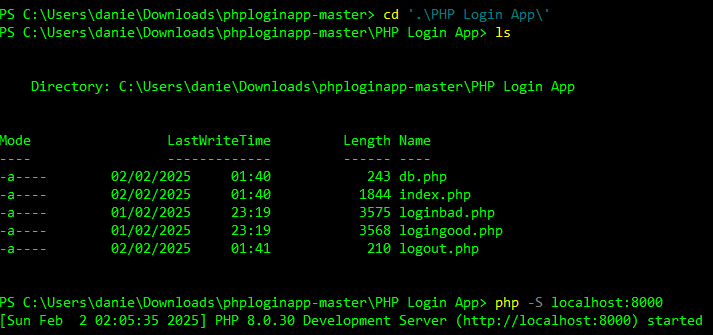 PS C:\Users\danie\Downloads\phploginapp-master> cd '.\PHP Login App\'
PS C:\Users\danie\Downloads\phploginapp-master\PHP Login App> ls
Directory: C:\Users\danie\Downloads\phploginapp-master\PHP Login App
Mode LastWriteTime Length Name
---- ------------- ------ ----
-a---- 02/02/2025 01:40 243 db.php
-a---- 02/02/2025 01:40 1844 index.php
-a---- 01/02/2025 23:19 3575 loginbad.php
-a---- 01/02/2025 23:19 3568 logingood.php
-a---- 02/02/2025 01:41 210 logout.php
PS C:\Users\danie\Downloads\phploginapp-master\PHP Login App> php -S localhost:8000
[Sun Feb  2 02:05:35 2025] PHP 8.0.30 Development Server (http://localhost:8000) started